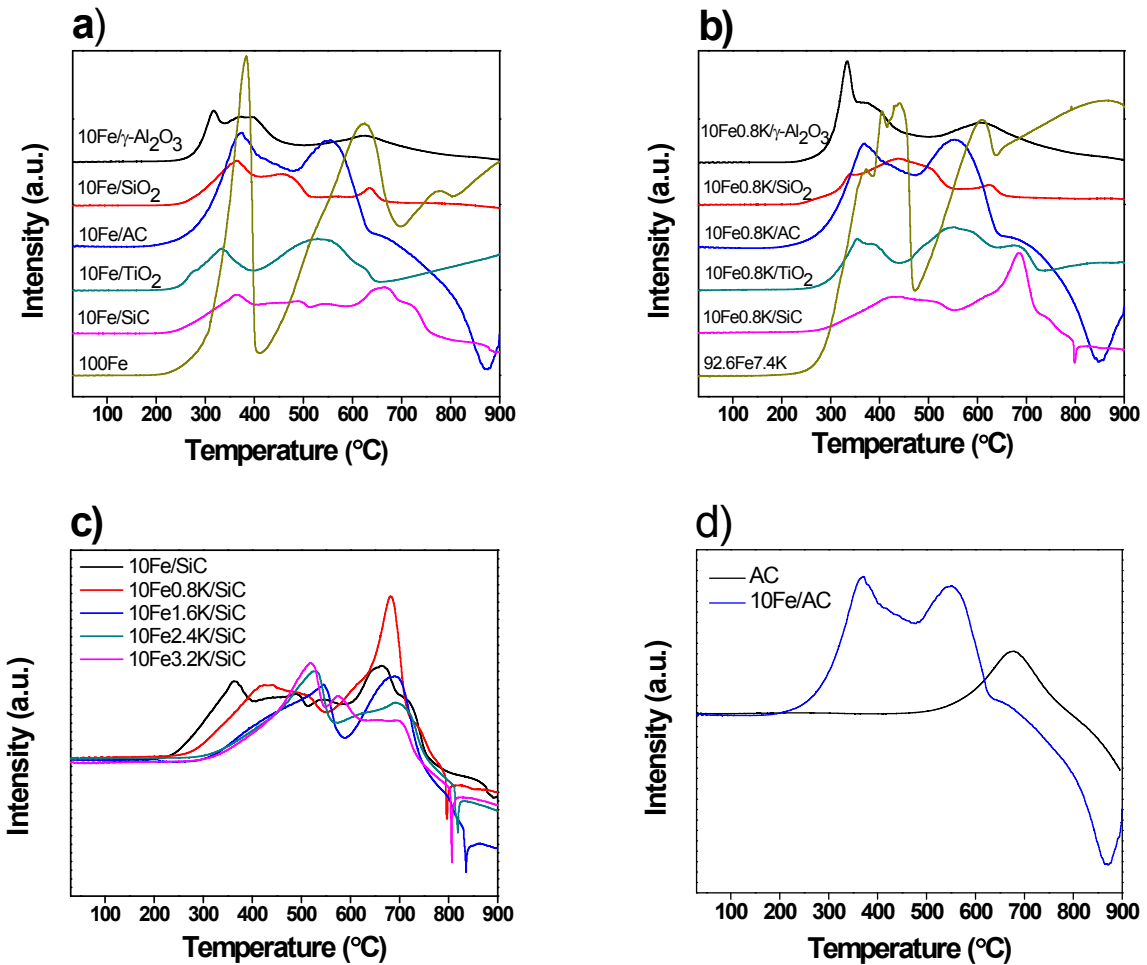 a)
Intensity (a.u.)
10Fe/γ-Al₂O₃
10Fe/SiO₂
10Fe/AC
10Fe/TiO₂
10Fe/SiC
100Fe
100 200 300 400 500 600 700 800 900
Temperature (°C)
b)
Intensity (a.u.)
10Fe0.8K/γ-Al₂O₃
10Fe0.8K/SiO₂
10Fe0.8K/AC
10Fe0.8K/TiO₂
10Fe0.8K/SiC
92.6Fe7.4K
100 200 300 400 500 600 700 800 900
Temperature (°C)
c)
Intensity (a.u.)
10Fe/SiC
10Fe0.8K/SiC
10Fe1.6K/SiC
10Fe2.4K/SiC
10Fe3.2K/SiC
100 200 300 400 500 600 700 800 900
Temperature (°C)
d)
Intensity (a.u.)
AC
10Fe/AC
100 200 300 400 500 600 700 800 900
Temperature (°C)